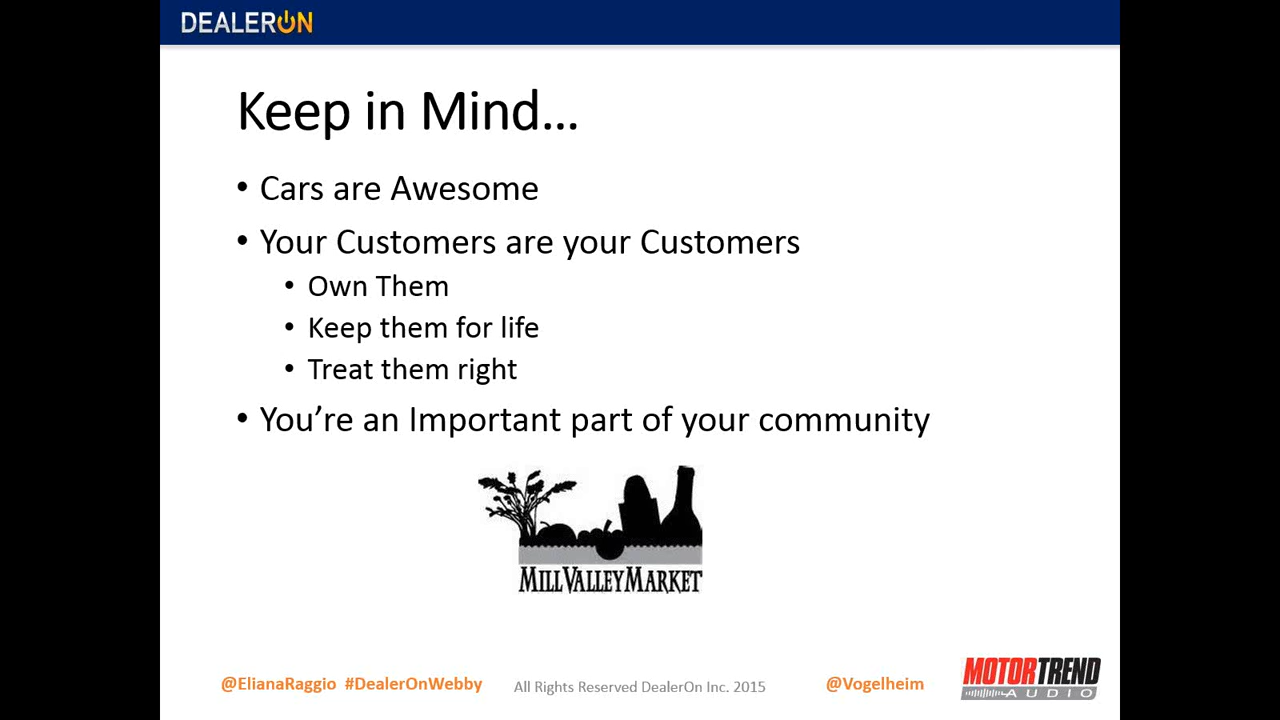 DEALERON
Keep in Mind...
• Cars are Awesome
• Your Customers are your Customers
• Own Them
• Keep them for life
• Treat them right
• You're an Important part of your community
MILL VALLEY MARKET
@ElianaRaggio #DealerOnWebby
All Rights Reserved DealerOn Inc. 2015
@Vogelheim
MOTORTREND
AUDIO